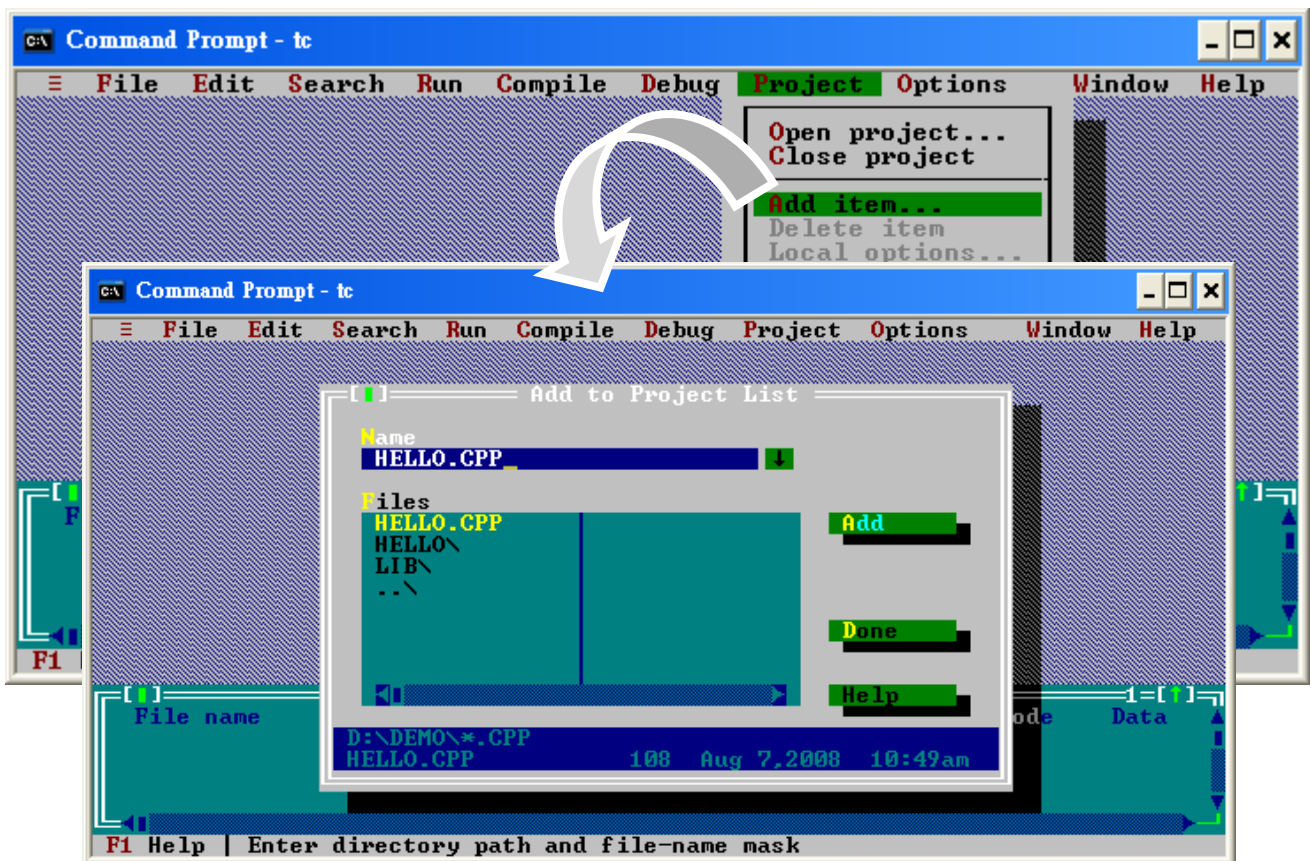 Command Prompt - tc
≡ File Edit Search Run Compile Debug Project Options Window Help
Open project...
Close project
Add item...
Delete item
Local options...
F1
Command Prompt - tc
≡ File Edit Search Run Compile Debug Project Options Window Help
Add to Project List
Name
HELLO.CPP
Files
HELLO.CPP
HELLO\
LIB\
..\
Add
Done
Help
D:\DEMO\*.CPP
HELLO.CPP 108 Aug 7,2008 10:49am
File name ode Data
1=[↑]
F1 Help | Enter directory path and file-name mask